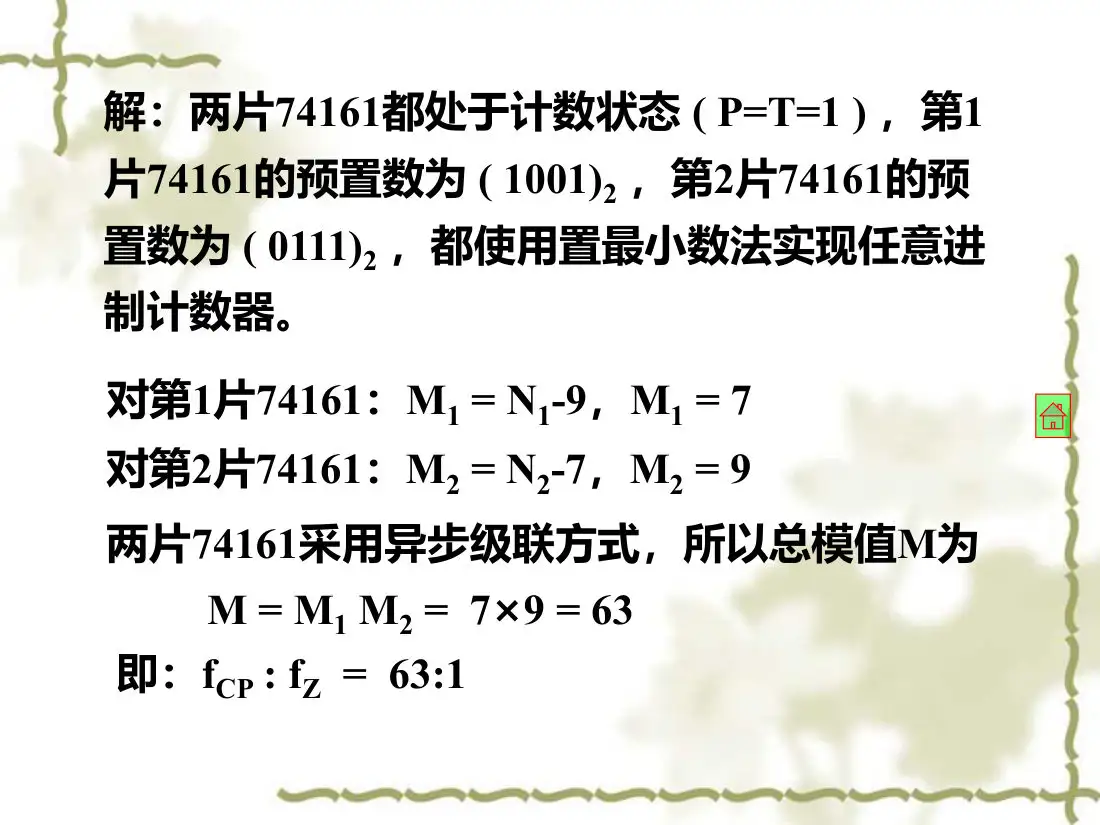 解：两片74161都处于计数状态 ( P=T=1 ) ，第1
片74161的预置数为 ( 1001)₂ ，第2片74161的预
置数为 ( 0111)₂ ，都使用置最小数法实现任意进
制计数器。
对第1片74161：M₁ = N₁-9，M₁ = 7
对第2片74161：M₂ = N₂-7，M₂ = 9
两片74161采用异步级联方式，所以总模值M为
M = M₁ M₂ = 7×9 = 63
即：f_CP : f_Z = 63:1